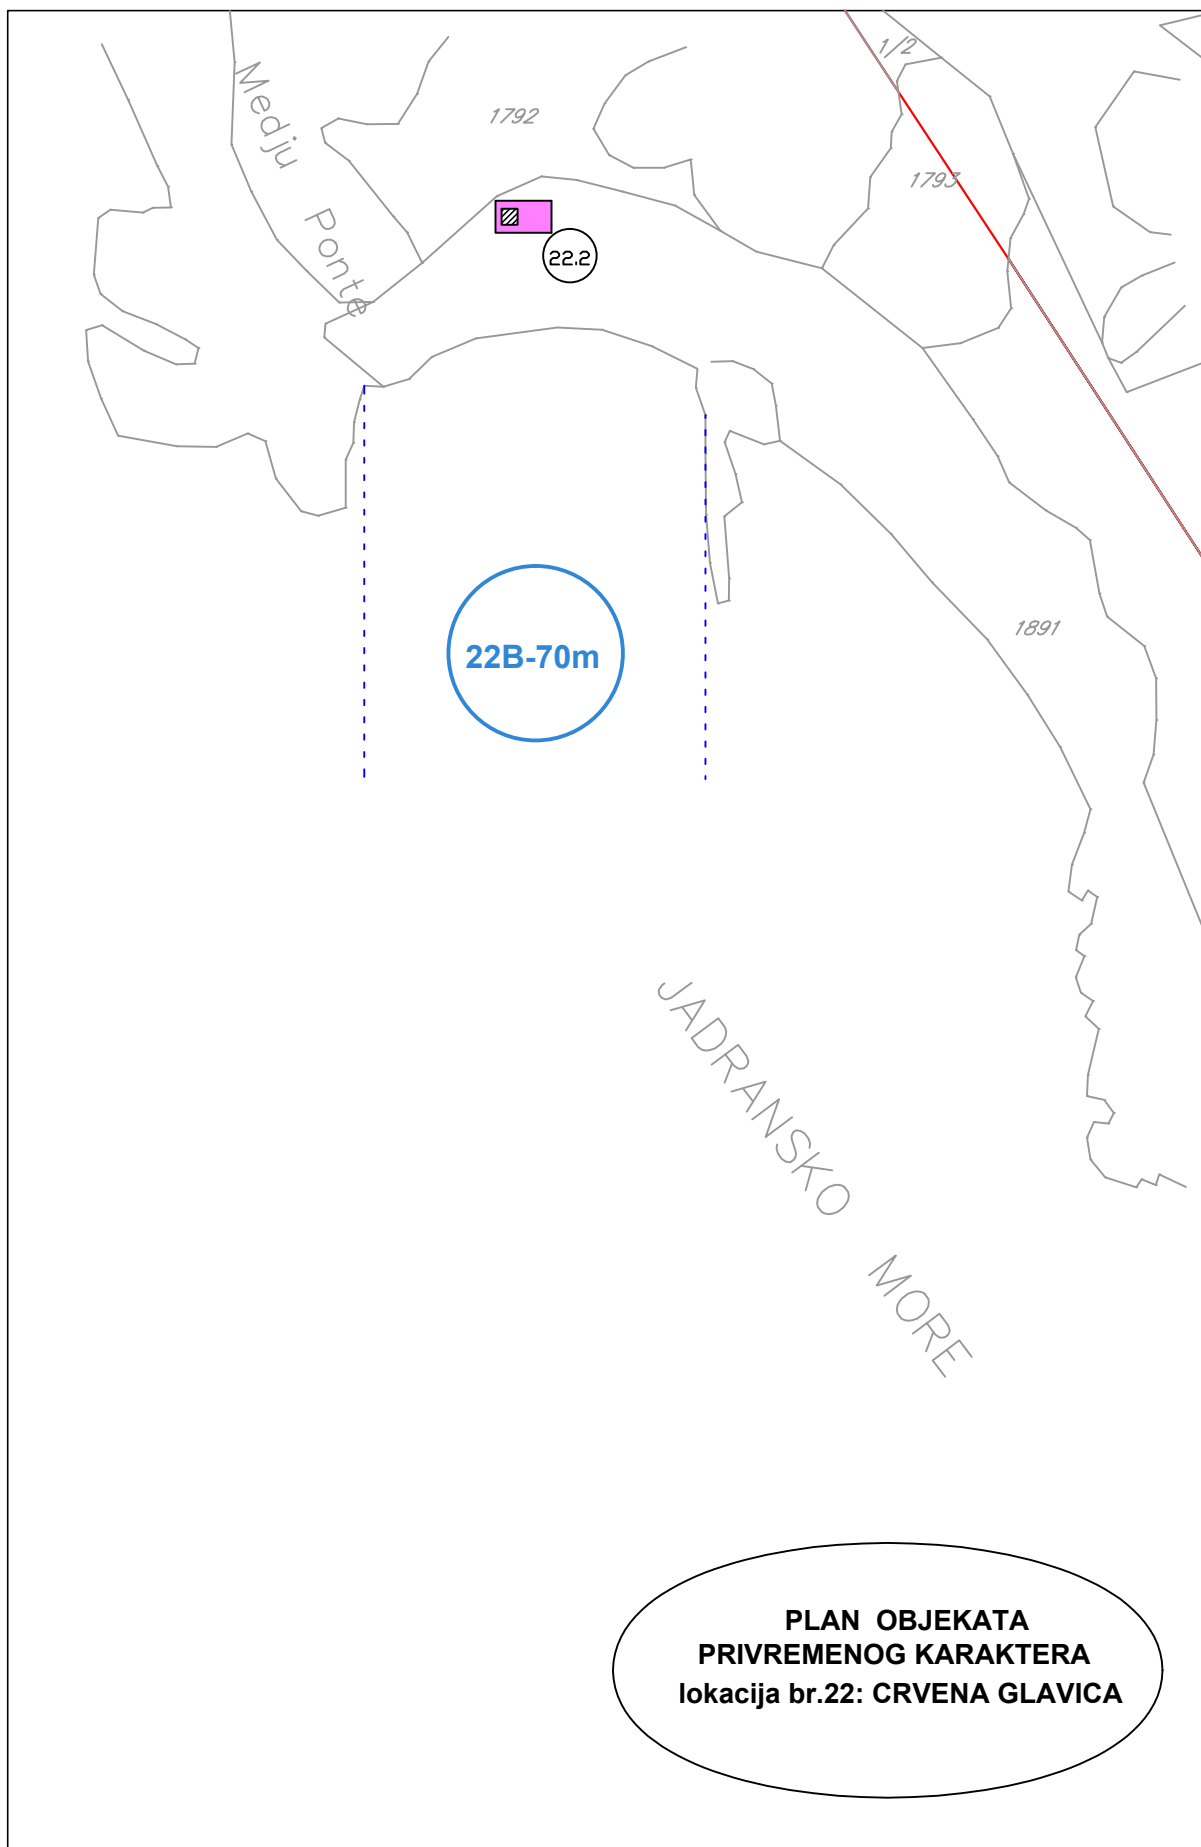 1/2
Medju Ponte
1792
1793
22.2
22B-70m
1891
JADRANSKO MORE
PLAN OBJEKATA
PRIVREMENOG KARAKTERA
lokacija br.22: CRVENA GLAVICA